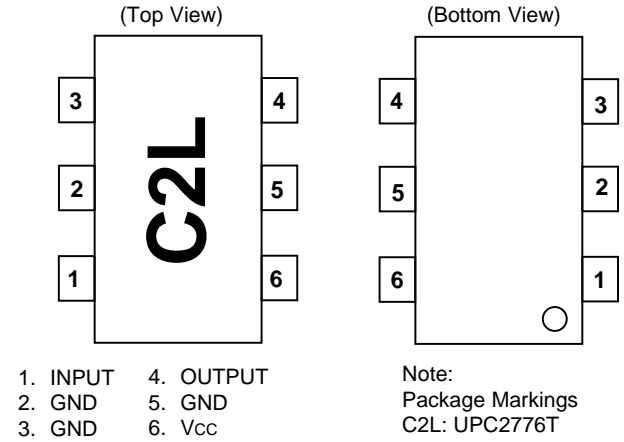 (Top View)
3
4
2
5
1
6
C2L
1. INPUT
2. GND
3. GND
4. OUTPUT
5. GND
6. VCC
(Bottom View)
4
3
5
2
6
1
Note:
Package Markings
C2L: UPC2776T